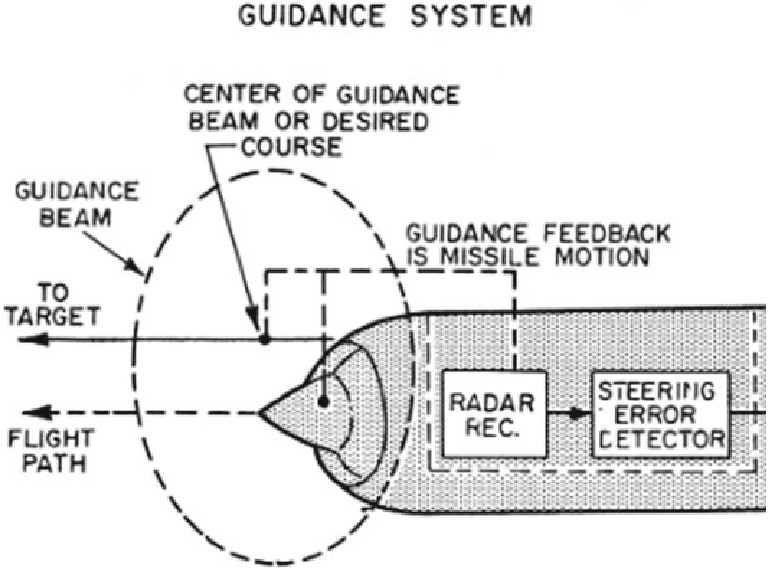 GUIDANCE SYSTEM
CENTER OF GUIDANCE
BEAM OR DESIRED
COURSE
GUIDANCE
BEAM
GUIDANCE FEEDBACK
IS MISSILE MOTION
TO
TARGET
FLIGHT
PATH
RADAR
REC.
STEERING
ERROR
DETECTOR